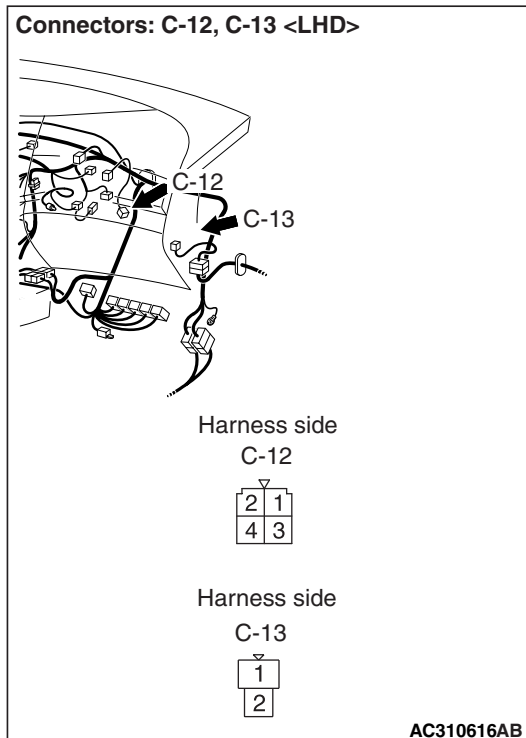 Connectors: C-12, C-13 <LHD>
C-12
C-13
Harness side
C-12
2 1
4 3
Harness side
C-13
1
2
AC310616AB